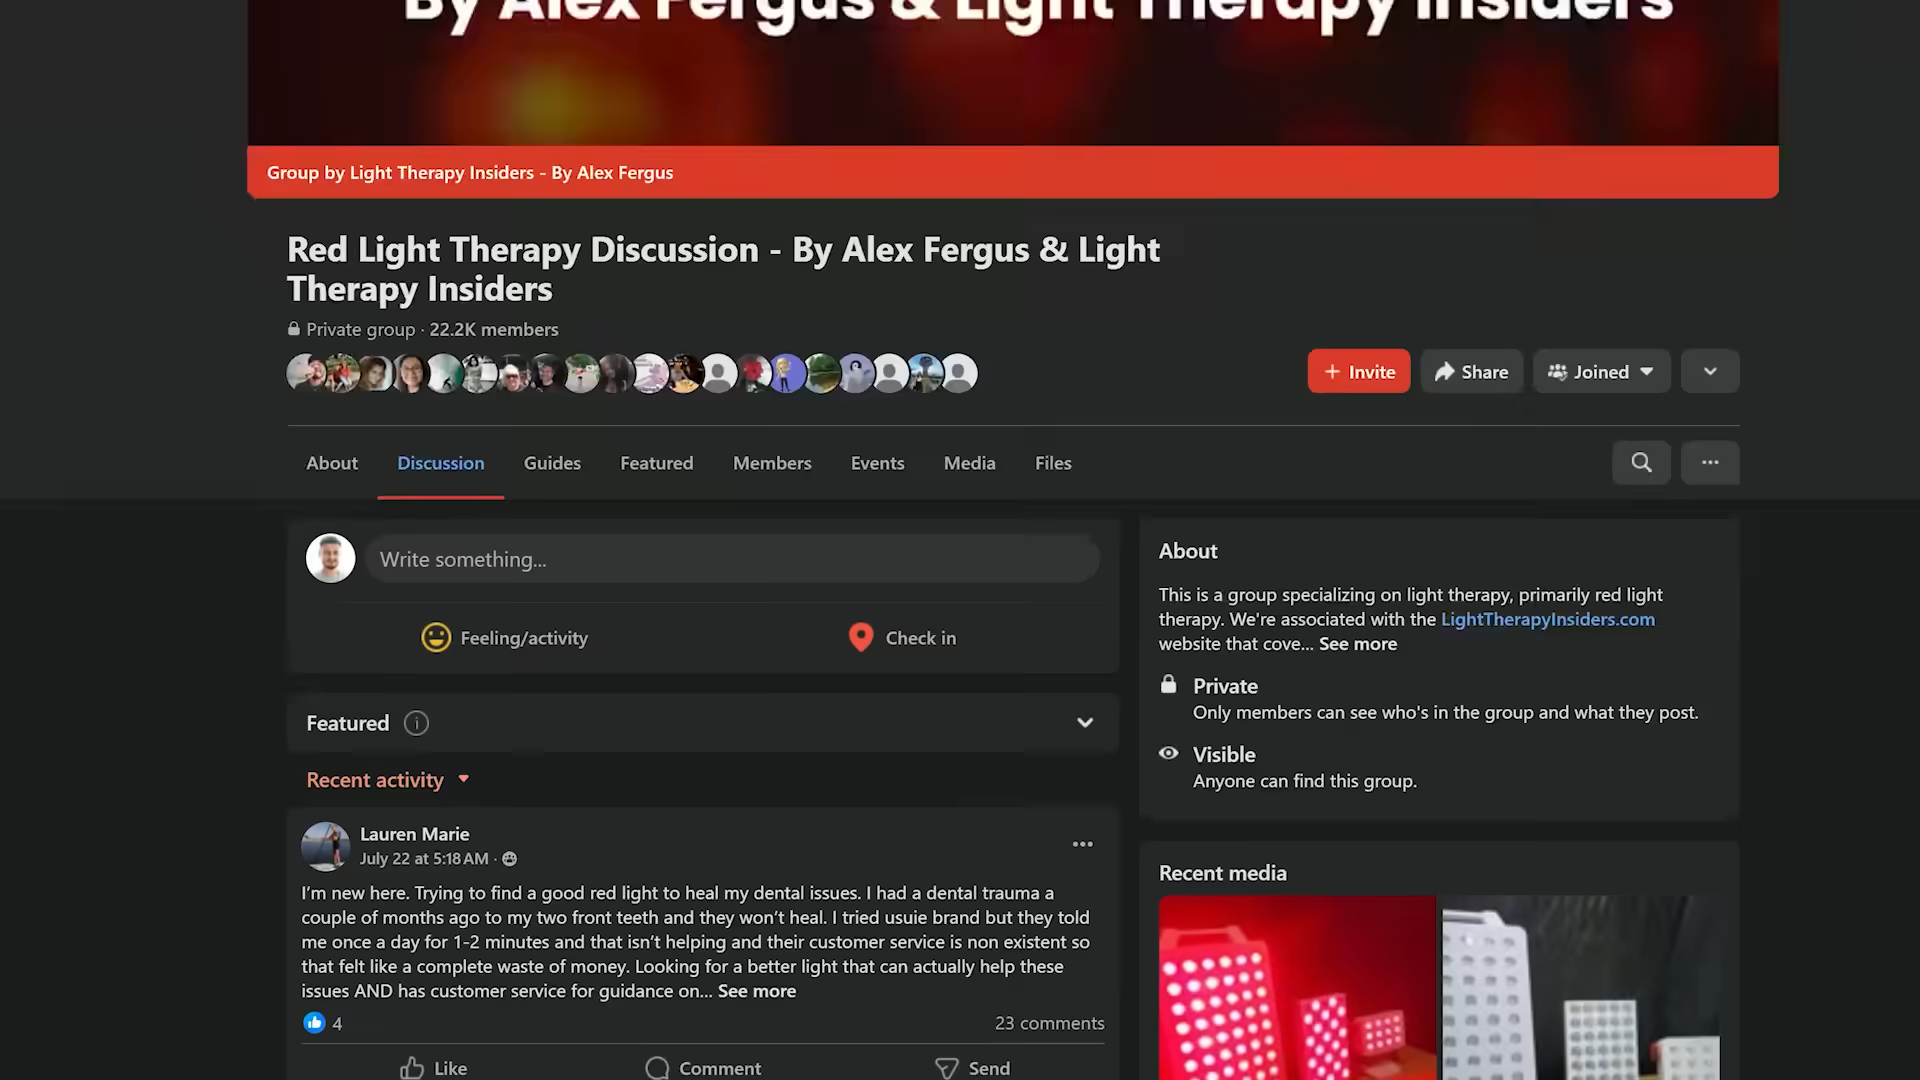 By Alex Fergus & Light Therapy Insiders
Group by Light Therapy Insiders - By Alex Fergus
Red Light Therapy Discussion - By Alex Fergus & Light
Therapy Insiders
Private group · 22.2K members
+ Invite
Share
Joined
About
Discussion
Guides
Featured
Members
Events
Media
Files
Write something...
Feeling/activity
Check in
Featured
Recent activity
Lauren Marie
July 22 at 5:18 AM ·
I’m new here. Trying to find a good red light to heal my dental issues. I had a dental trauma a
couple of months ago to my two front teeth and they won’t heal. I tried usuie brand but they told
me once a day for 1-2 minutes and that isn’t helping and their customer service is non existent so
that felt like a complete waste of money. Looking for a better light that can actually help these
issues AND has customer service for guidance on... See more
4
23 comments
Like
Comment
Send
About
This is a group specializing on light therapy, primarily red light
therapy. We're associated with the LightTherapyInsiders.com
website that cove... See more
Private
Only members can see who's in the group and what they post.
Visible
Anyone can find this group.
Recent media